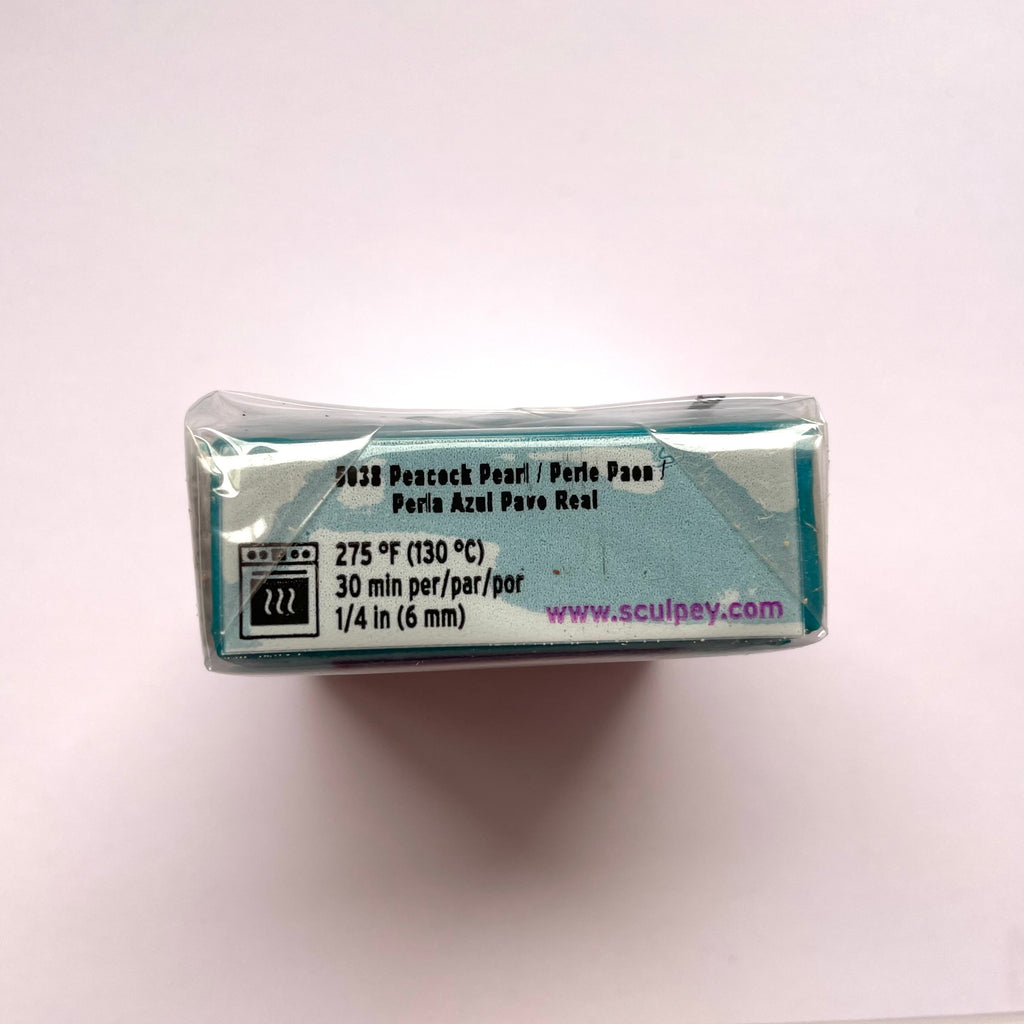 5038 Peacock Pearl / Perle Paon /
Perla Azul Pavo Real
275 °F (130 °C)
30 min per/par/por
1/4 in (6 mm)
www.sculpey.com